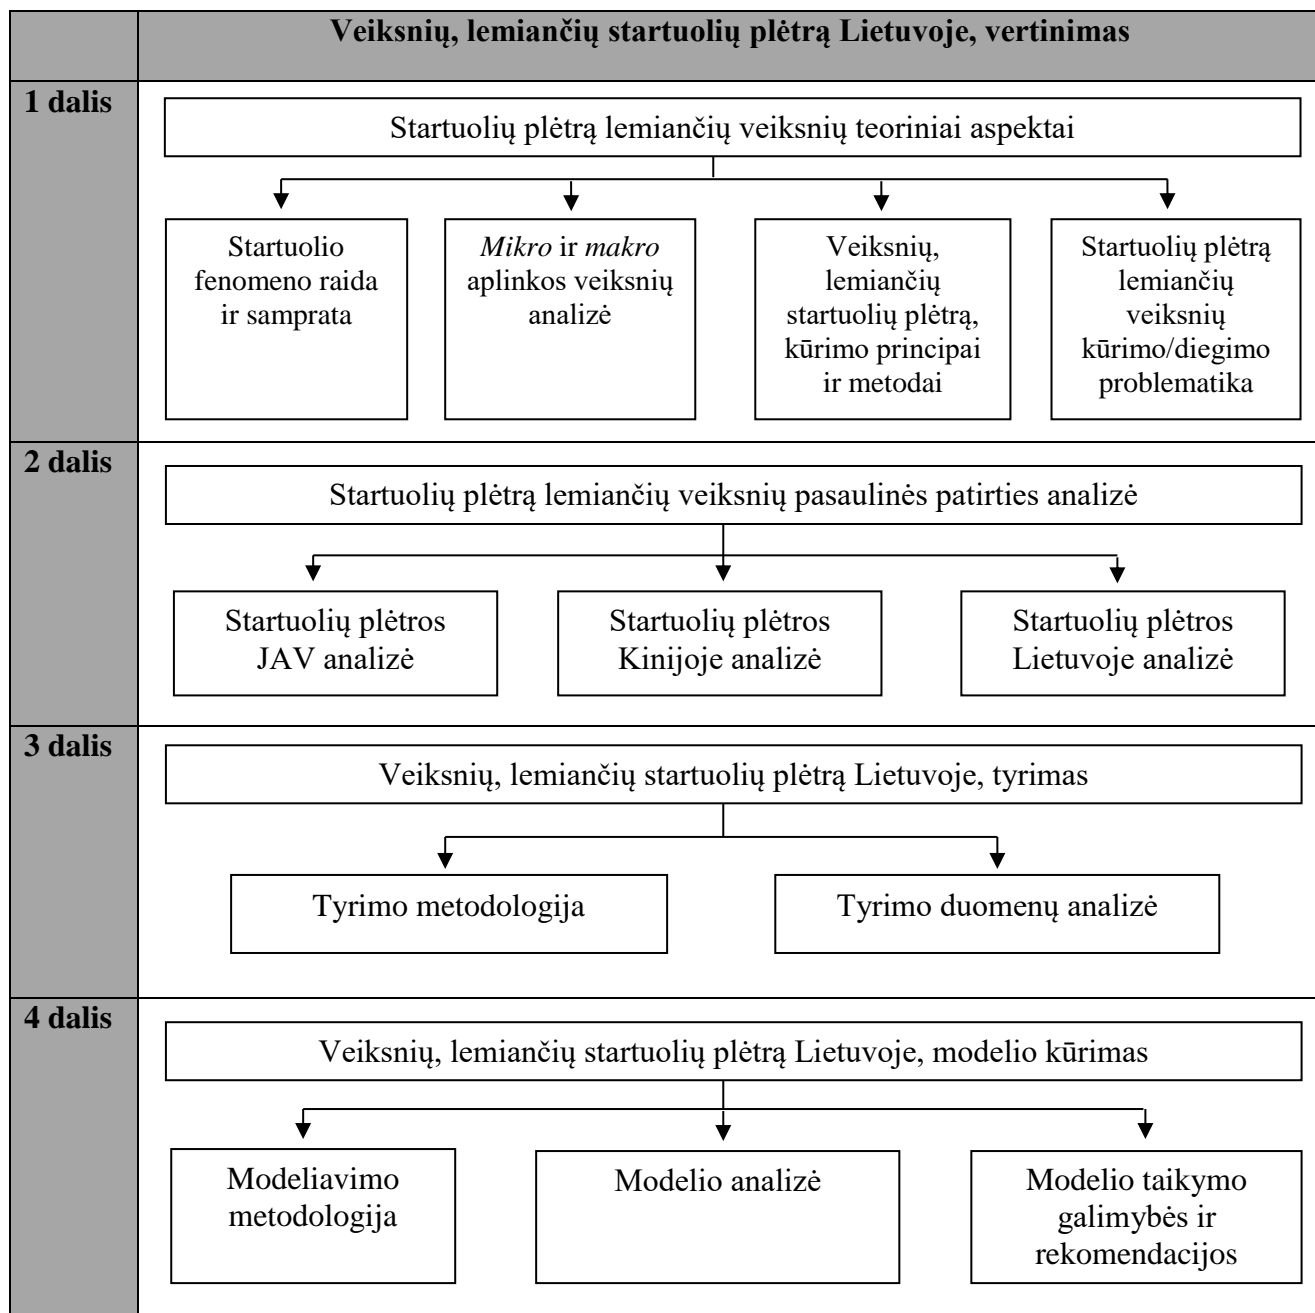 Veiksnių, lemiančių startuolių plėtrą Lietuvoje, vertinimas
1 dalis
Startuolių plėtrą lemiančių veiksnių teoriniai aspektai
Startuolio
fenomeno raida
ir samprata
Mikro ir makro
aplinkos veiksnių
analizė
Veiksnių,
lemiančių
startuolių plėtrą,
kūrimo principai
ir metodai
Startuolių plėtrą
lemiančių
veiksnių
kūrimo/diegimo
problematika
2 dalis
Startuolių plėtrą lemiančių veiksnių pasaulinės patirties analizė
Startuolių plėtros
JAV analizė
Startuolių plėtros
Kinijoje analizė
Startuolių plėtros
Lietuvoje analizė
3 dalis
Veiksnių, lemiančių startuolių plėtrą Lietuvoje, tyrimas
Tyrimo metodologija
Tyrimo duomenų analizė
4 dalis
Veiksnių, lemiančių startuolių plėtrą Lietuvoje, modelio kūrimas
Modeliavimo
metodologija
Modelio analizė
Modelio taikymo
galimybės ir
rekomendacijos